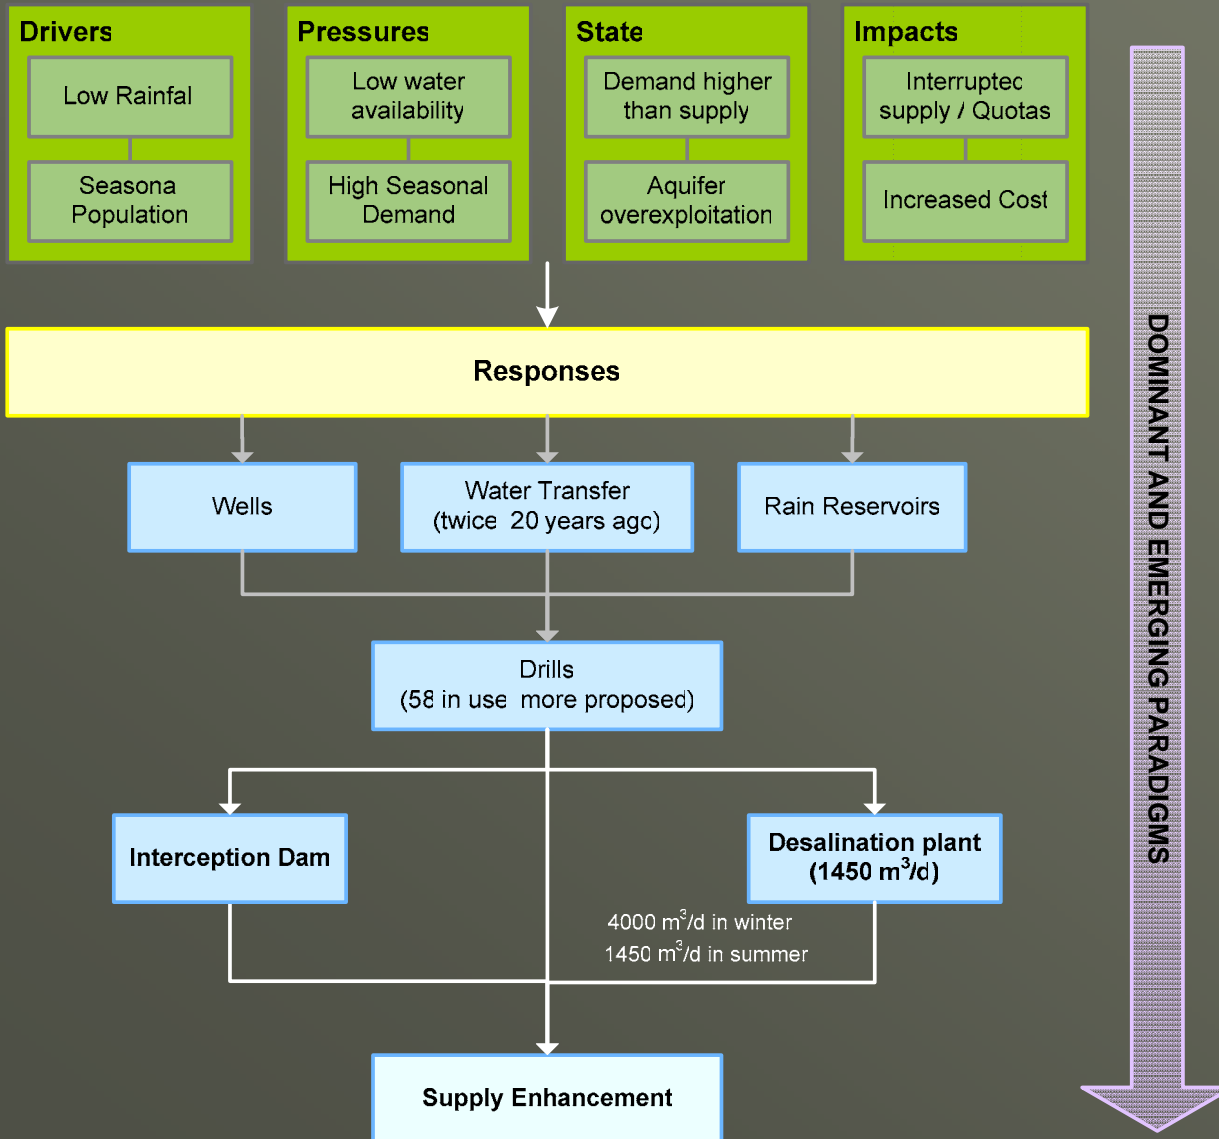 Drivers
Low Rainfal
Seasona
Population
Pressures
Low water
availability
High Seasonal
Demand
State
Demand higher
than supply
Aquifer
overexploitation
Impacts
Interrupted
supply / Quotas
Increased Cost
Responses
Wells
Water Transfer
(twice 20 years ago)
Rain Reservoirs
Drills
(58 in use more proposed)
Interception Dam
Desalination plant
(1450 m³/d)
4000 m³/d in winter
1450 m³/d in summer
Supply Enhancement
DOMINANT AND EMERGING PARADIGMS